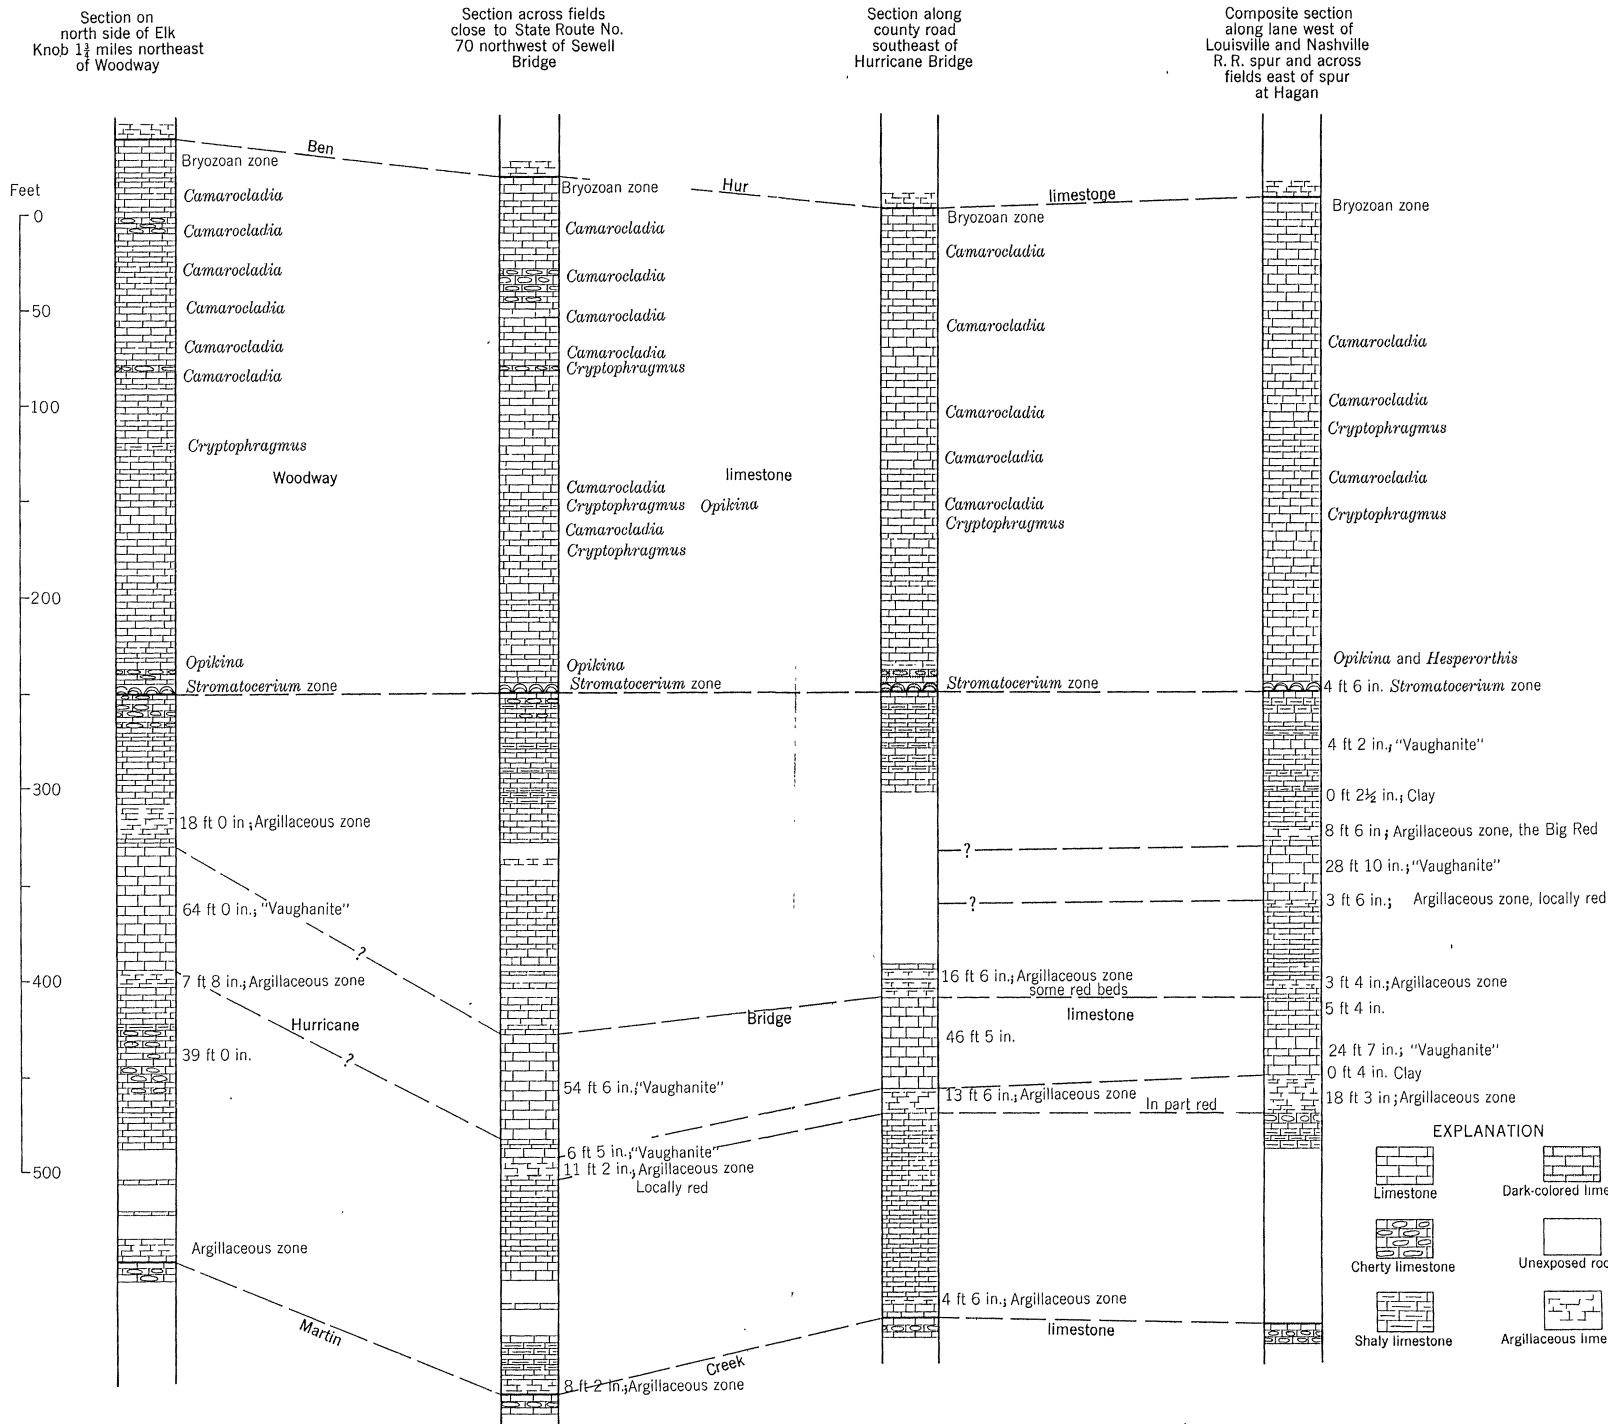 Section on
north side of Elk
Knob 1¾ miles northeast
of Woodway
Section across fields
close to State Route No.
70 northwest of Sewell
Bridge
Section along
county road
southeast of
Hurricane Bridge
Composite section
along lane west of
Louisville and Nashville
R. R. spur and across
fields east of spur
at Hagan
Feet
0
50
100
200
300
400
500
Ben
Hur
limestone
Bryozoan zone
Camarocladia
Camarocladia
Camarocladia
Camarocladia
Camarocladia
Camarocladia
Cryptophragmus
Woodway
limestone
Opikina
Stromatocerium zone
18 ft 0 in.; Argillaceous zone
64 ft 0 in.; "Vaughanite"
?
7 ft 8 in.; Argillaceous zone
Hurricane
?
39 ft 0 in.
Argillaceous zone
Martin
Bryozoan zone
Camarocladia
Camarocladia
Camarocladia
Camarocladia
Cryptophragmus
Camarocladia
Cryptophragmus Opikina
Camarocladia
Cryptophragmus
Opikina
Stromatocerium zone
Bridge
54 ft 6 in.; "Vaughanite"
6 ft 5 in.; "Vaughanite"
11 ft 2 in.; Argillaceous zone
Locally red
Creek
8 ft 2 in.; Argillaceous zone
Bryozoan zone
Camarocladia
Camarocladia
Camarocladia
Camarocladia
Camarocladia
Cryptophragmus
Stromatocerium zone
?
?
16 ft 6 in.; Argillaceous zone
some red beds
limestone
46 ft 5 in.
13 ft 6 in.; Argillaceous zone
In part red
4 ft 6 in.; Argillaceous zone
limestone
Bryozoan zone
Camarocladia
Camarocladia
Cryptophragmus
Camarocladia
Cryptophragmus
Opikina and Hesperorthis
4 ft 6 in. Stromatocerium zone
4 ft 2 in.; "Vaughanite"
0 ft 2½ in.; Clay
8 ft 6 in; Argillaceous zone, the Big Red
28 ft 10 in.; "Vaughanite"
3 ft 6 in.; Argillaceous zone, locally red
3 ft 4 in.; Argillaceous zone
5 ft 4 in.
24 ft 7 in.; "Vaughanite"
0 ft 4 in. Clay
18 ft 3 in; Argillaceous zone
EXPLANATION
Limestone
Dark-colored lime
Cherty limestone
Unexposed roc
Shaly limestone
Argillaceous lime